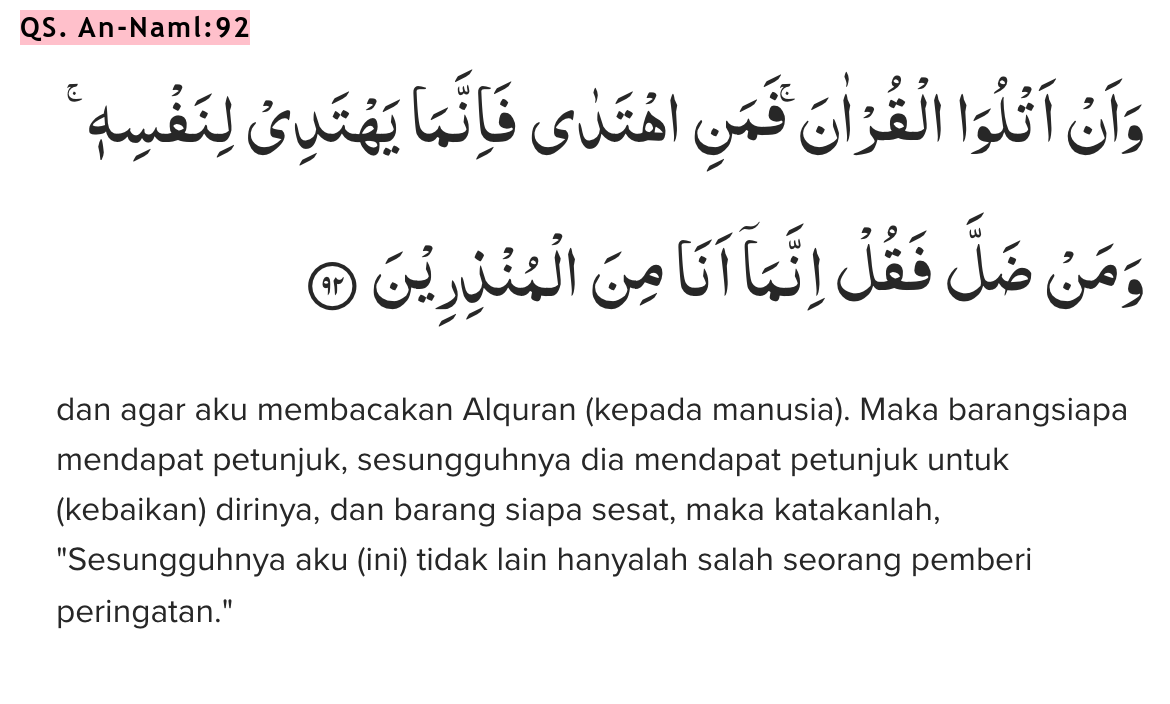 QS. An-Naml:92
وَاَنْ اَتْلُوَا الْقُرْاٰنَ ۚفَمَنِ اهْتَدٰى فَاِنَّمَا يَهْتَدِيْ لِنَفْسِهٖ ۚ
وَمَنْ ضَلَّ فَقُلْ اِنَّمَآ اَنَا۠ مِنَ الْمُنْذِرِيْنَ ۝٩٢
dan agar aku membacakan Alquran (kepada manusia). Maka barangsiapa
mendapat petunjuk, sesungguhnya dia mendapat petunjuk untuk
(kebaikan) dirinya, dan barang siapa sesat, maka katakanlah,
"Sesungguhnya aku (ini) tidak lain hanyalah salah seorang pemberi
peringatan."